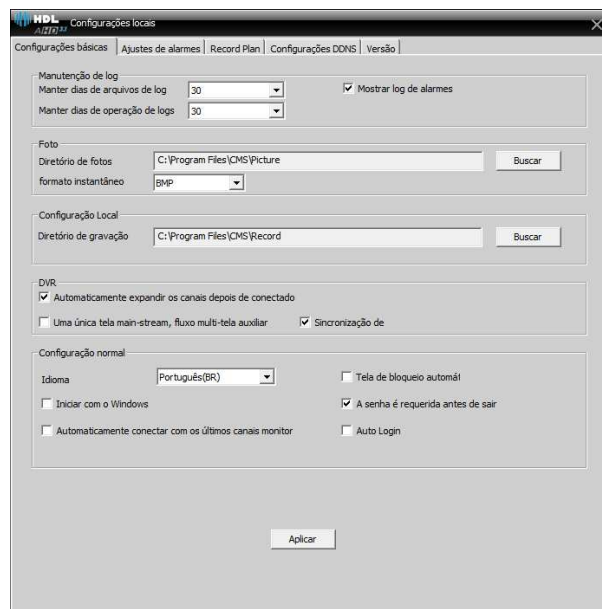 HDL Configurações locais
Configurações básicas Ajustes de alarmes Record Plan Configurações DDNS Versão
Manutenção de log
Manter dias de arquivos de log 30 Mostrar log de alarmes
Manter dias de operação de logs 30
Foto
Diretório de fotos C:\Program Files\CMS\Picture Buscar
formato instantâneo BMP
Configuração Local
Diretório de gravação C:\Program Files\CMS\Record Buscar
DVR
Automaticamente expandir os canais depois de conectado
Uma única tela main-stream, fluxo multi-tela auxiliar Sincronização de
Configuração normal
Idioma Português(BR) Tela de bloqueio automát
Iniciar com o Windows A senha é requerida antes de sair
Automaticamente conectar com os últimos canais monitor Auto Login
Aplicar